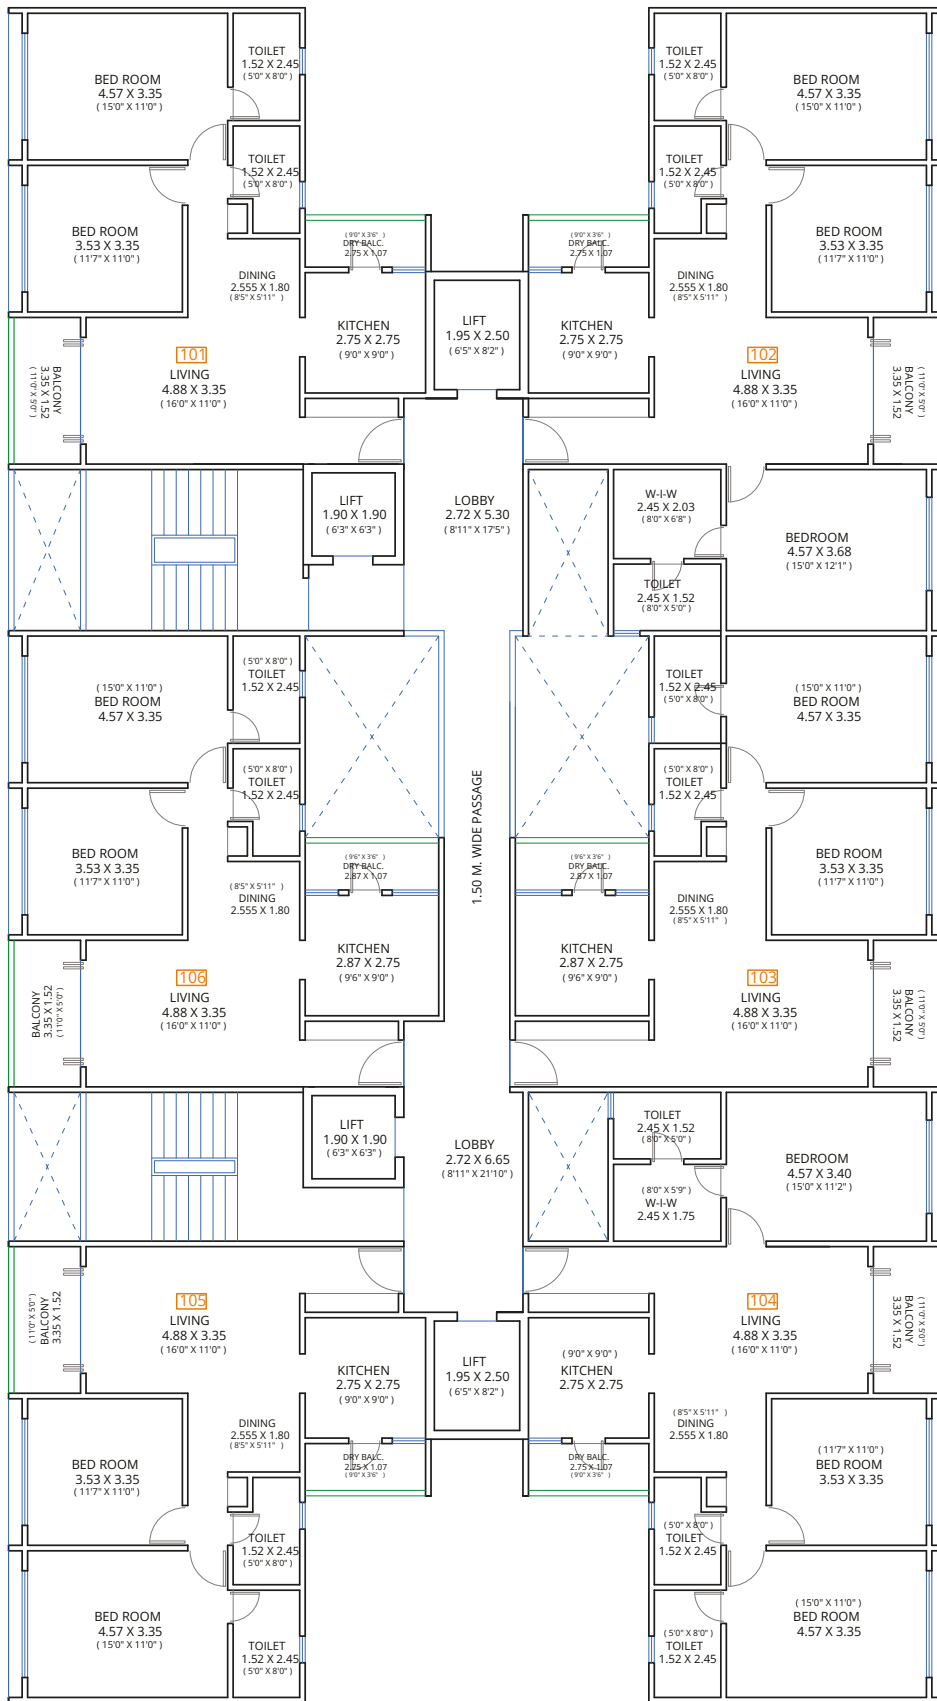 TOILET
1.52 X 2.45
( 5'0" X 8'0" )
BED ROOM
4.57 X 3.35
( 15'0" X 11'0" )
TOILET
1.52 X 2.45
( 5'0" X 8'0" )
BED ROOM
4.57 X 3.35
( 15'0" X 11'0" )
TOILET
1.52 X 2.45
( 5'0" X 8'0" )
TOILET
1.52 X 2.45
( 5'0" X 8'0" )
BED ROOM
3.53 X 3.35
( 11'7" X 11'0" )
( 9'0" X 3'6" )
DRY BALC.
2.75 X 1.07
( 9'0" X 3'6" )
DRY BALC.
2.75 X 1.07
BED ROOM
3.53 X 3.35
( 11'7" X 11'0" )
DINING
2.555 X 1.80
( 8'5" X 5'11" )
DINING
2.555 X 1.80
( 8'5" X 5'11" )
KITCHEN
2.75 X 2.75
( 9'0" X 9'0" )
LIFT
1.95 X 2.50
( 6'5" X 8'2" )
KITCHEN
2.75 X 2.75
( 9'0" X 9'0" )
BALCONY
3.35 X 1.52
( 11'0" X 5'0" )
101
LIVING
4.88 X 3.35
( 16'0" X 11'0" )
102
LIVING
4.88 X 3.35
( 16'0" X 11'0" )
( 11'0" X 5'0" )
BALCONY
3.35 X 1.52
LIFT
1.90 X 1.90
( 6'3" X 6'3" )
LOBBY
2.72 X 5.30
( 8'11" X 17'5" )
W-I-W
2.45 X 2.03
( 8'0" X 6'8" )
BEDROOM
4.57 X 3.68
( 15'0" X 12'1" )
TOILET
2.45 X 1.52
( 8'0" X 5'0" )
( 15'0" X 11'0" )
BED ROOM
4.57 X 3.35
( 5'0" X 8'0" )
TOILET
1.52 X 2.45
TOILET
1.52 X 2.45
( 5'0" X 8'0" )
( 15'0" X 11'0" )
BED ROOM
4.57 X 3.35
( 5'0" X 8'0" )
TOILET
1.52 X 2.45
1.50 M. WIDE PASSAGE
( 5'0" X 8'0" )
TOILET
1.52 X 2.45
BED ROOM
3.53 X 3.35
( 11'7" X 11'0" )
( 9'6" X 3'6" )
DRY BALC.
2.87 X 1.07
( 9'6" X 3'6" )
DRY BALC.
2.87 X 1.07
BED ROOM
3.53 X 3.35
( 11'7" X 11'0" )
( 8'5" X 5'11" )
DINING
2.555 X 1.80
DINING
2.555 X 1.80
( 8'5" X 5'11" )
KITCHEN
2.87 X 2.75
( 9'6" X 9'0" )
KITCHEN
2.87 X 2.75
( 9'6" X 9'0" )
BALCONY
3.35 X 1.52
( 11'0" X 5'0" )
106
LIVING
4.88 X 3.35
( 16'0" X 11'0" )
103
LIVING
4.88 X 3.35
( 16'0" X 11'0" )
( 11'0" X 5'0" )
BALCONY
3.35 X 1.52
LIFT
1.90 X 1.90
( 6'3" X 6'3" )
LOBBY
2.72 X 6.65
( 8'11" X 21'10" )
TOILET
2.45 X 1.52
( 8'0" X 5'0" )
BEDROOM
4.57 X 3.40
( 15'0" X 11'2" )
( 8'0" X 5'9" )
W-I-W
2.45 X 1.75
( 11'0" X 5'0" )
BALCONY
3.35 X 1.52
105
LIVING
4.88 X 3.35
( 16'0" X 11'0" )
104
LIVING
4.88 X 3.35
( 16'0" X 11'0" )
( 11'0" X 5'0" )
BALCONY
3.35 X 1.52
KITCHEN
2.75 X 2.75
( 9'0" X 9'0" )
LIFT
1.95 X 2.50
( 6'5" X 8'2" )
( 9'0" X 9'0" )
KITCHEN
2.75 X 2.75
DINING
2.555 X 1.80
( 8'5" X 5'11" )
( 8'5" X 5'11" )
DINING
2.555 X 1.80
BED ROOM
3.53 X 3.35
( 11'7" X 11'0" )
DRY BALC.
2.75 X 1.07
( 9'0" X 3'6" )
DRY BALC.
2.75 X 1.07
( 9'0" X 3'6" )
( 11'7" X 11'0" )
BED ROOM
3.53 X 3.35
TOILET
1.52 X 2.45
( 5'0" X 8'0" )
( 5'0" X 8'0" )
TOILET
1.52 X 2.45
BED ROOM
4.57 X 3.35
( 15'0" X 11'0" )
TOILET
1.52 X 2.45
( 5'0" X 8'0" )
( 5'0" X 8'0" )
TOILET
1.52 X 2.45
( 15'0" X 11'0" )
BED ROOM
4.57 X 3.35